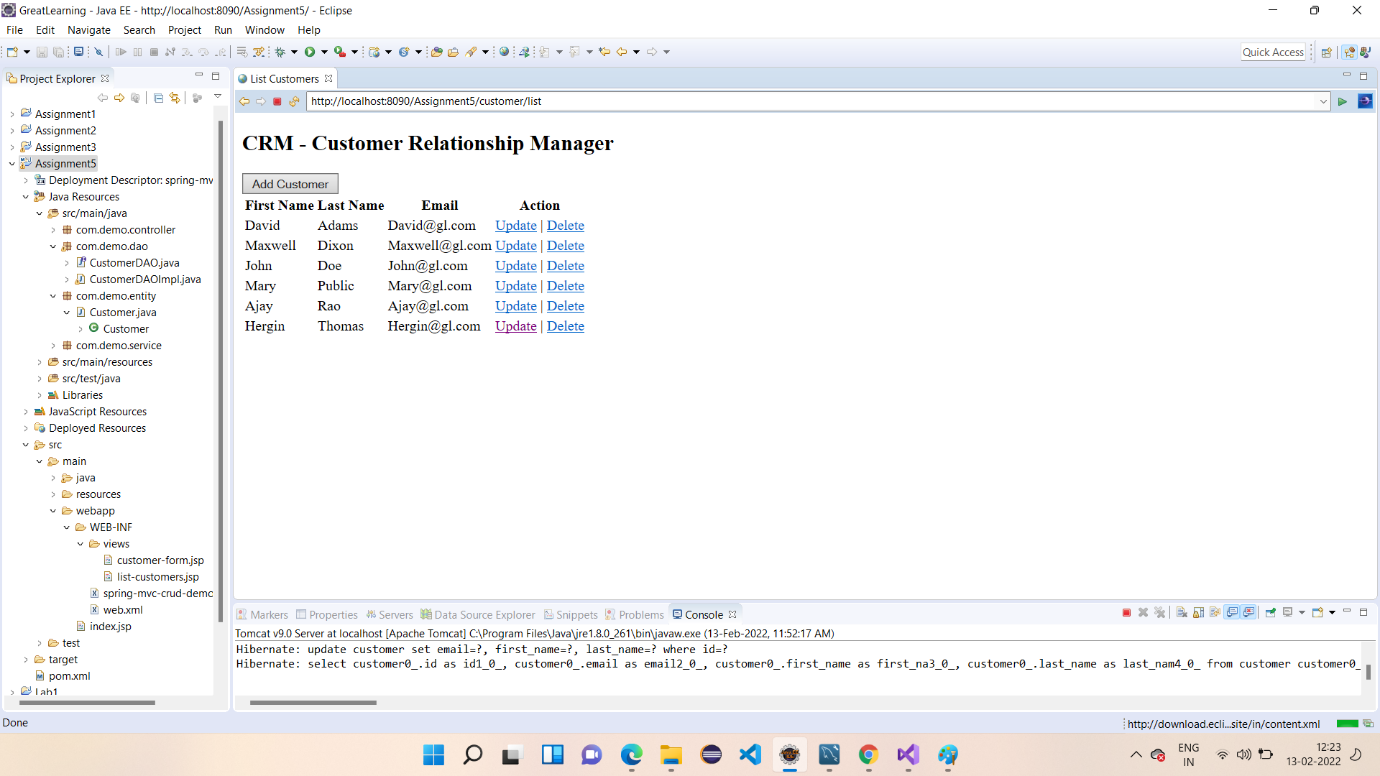 GreatLearning - Java EE - http://localhost:8090/Assignment5/ - Eclipse
File Edit Navigate Search Project Run Window Help
Quick Access
Project Explorer
Assignment1
Assignment2
Assignment3
Assignment5
Deployment Descriptor: spring-mv
Java Resources
src/main/java
com.demo.controller
com.demo.dao
CustomerDAO.java
CustomerDAOImpl.java
com.demo.entity
Customer.java
Customer
com.demo.service
src/main/resources
src/test/java
Libraries
JavaScript Resources
Deployed Resources
src
main
java
resources
webapp
WEB-INF
views
customer-form.jsp
list-customers.jsp
spring-mvc-crud-demo
web.xml
index.jsp
test
target
pom.xml
Lab1
List Customers
http://localhost:8090/Assignment5/customer/list
CRM - Customer Relationship Manager
Add Customer
First Name Last Name Email Action
David Adams David@gl.com Update | Delete
Maxwell Dixon Maxwell@gl.com Update | Delete
John Doe John@gl.com Update | Delete
Mary Public Mary@gl.com Update | Delete
Ajay Rao Ajay@gl.com Update | Delete
Hergin Thomas Hergin@gl.com Update | Delete
Markers Properties Servers Data Source Explorer Snippets Problems Console
Tomcat v9.0 Server at localhost [Apache Tomcat] C:\Program Files\Java\jre1.8.0_261\bin\javaw.exe (13-Feb-2022, 11:52:17 AM)
Hibernate: update customer set email=?, first_name=?, last_name=? where id=?
Hibernate: select customer0_.id as id1_0_, customer0_.email as email2_0_, customer0_.first_name as first_na3_0_, customer0_.last_name as last_nam4_0_ from customer customer0_
Done
http://download.ecli...site/in/content.xml
ENG
IN
12:23
13-02-2022